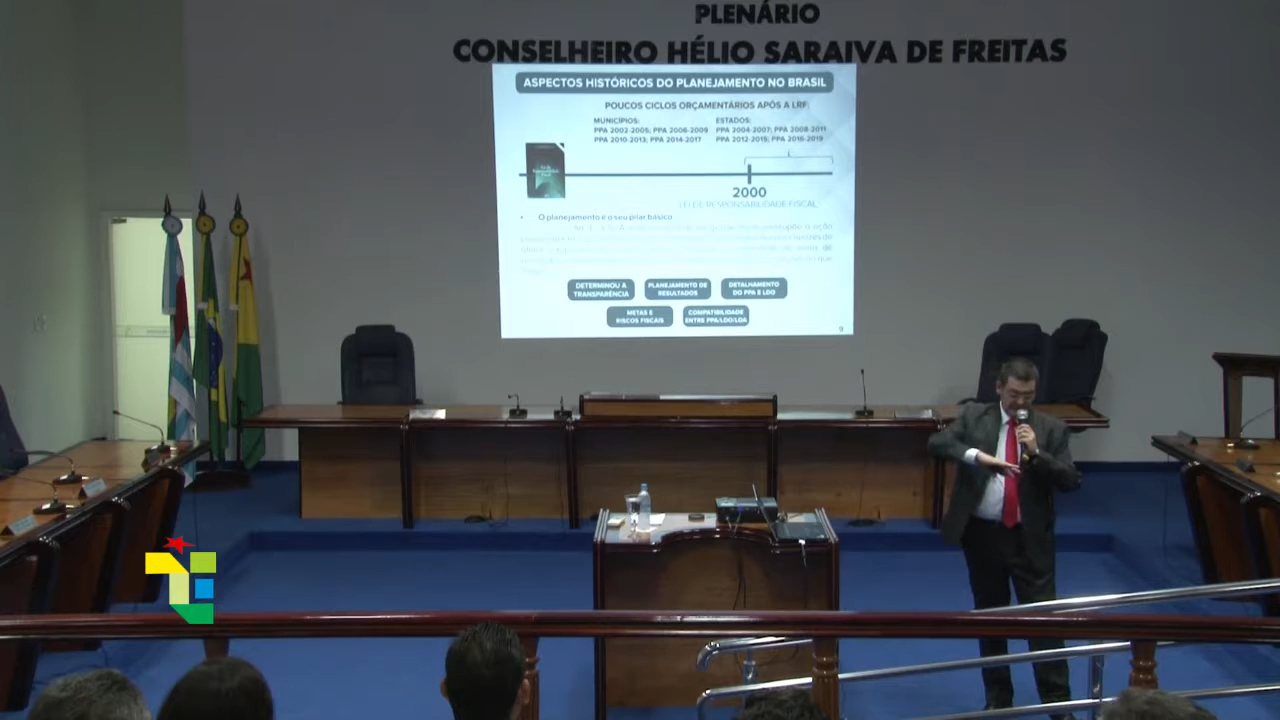 PLENÁRIO
CONSELHEIRO HÉLIO SARAIVA DE FREITAS
ASPECTOS HISTÓRICOS DO PLANEJAMENTO NO BRASIL
POUCOS CICLOS ORÇAMENTÁRIOS APÓS A LRF:
MUNICÍPIOS:
PPA 2002-2005; PPA 2006-2009
PPA 2010-2013; PPA 2014-2017
ESTADOS:
PPA 2004-2007; PPA 2008-2011
PPA 2012-2015; PPA 2016-2019
2000
LEI DE RESPONSABILIDADE FISCAL
• O planejamento é o seu pilar básico
DETERMINOU A
TRANSPARÊNCIA
PLANEJAMENTO DE
RESULTADOS
DETALHAMENTO
DO PPA E LDO
METAS E
RISCOS FISCAIS
COMPATIBILIDADE
ENTRE PPA/LDO/LOA
9